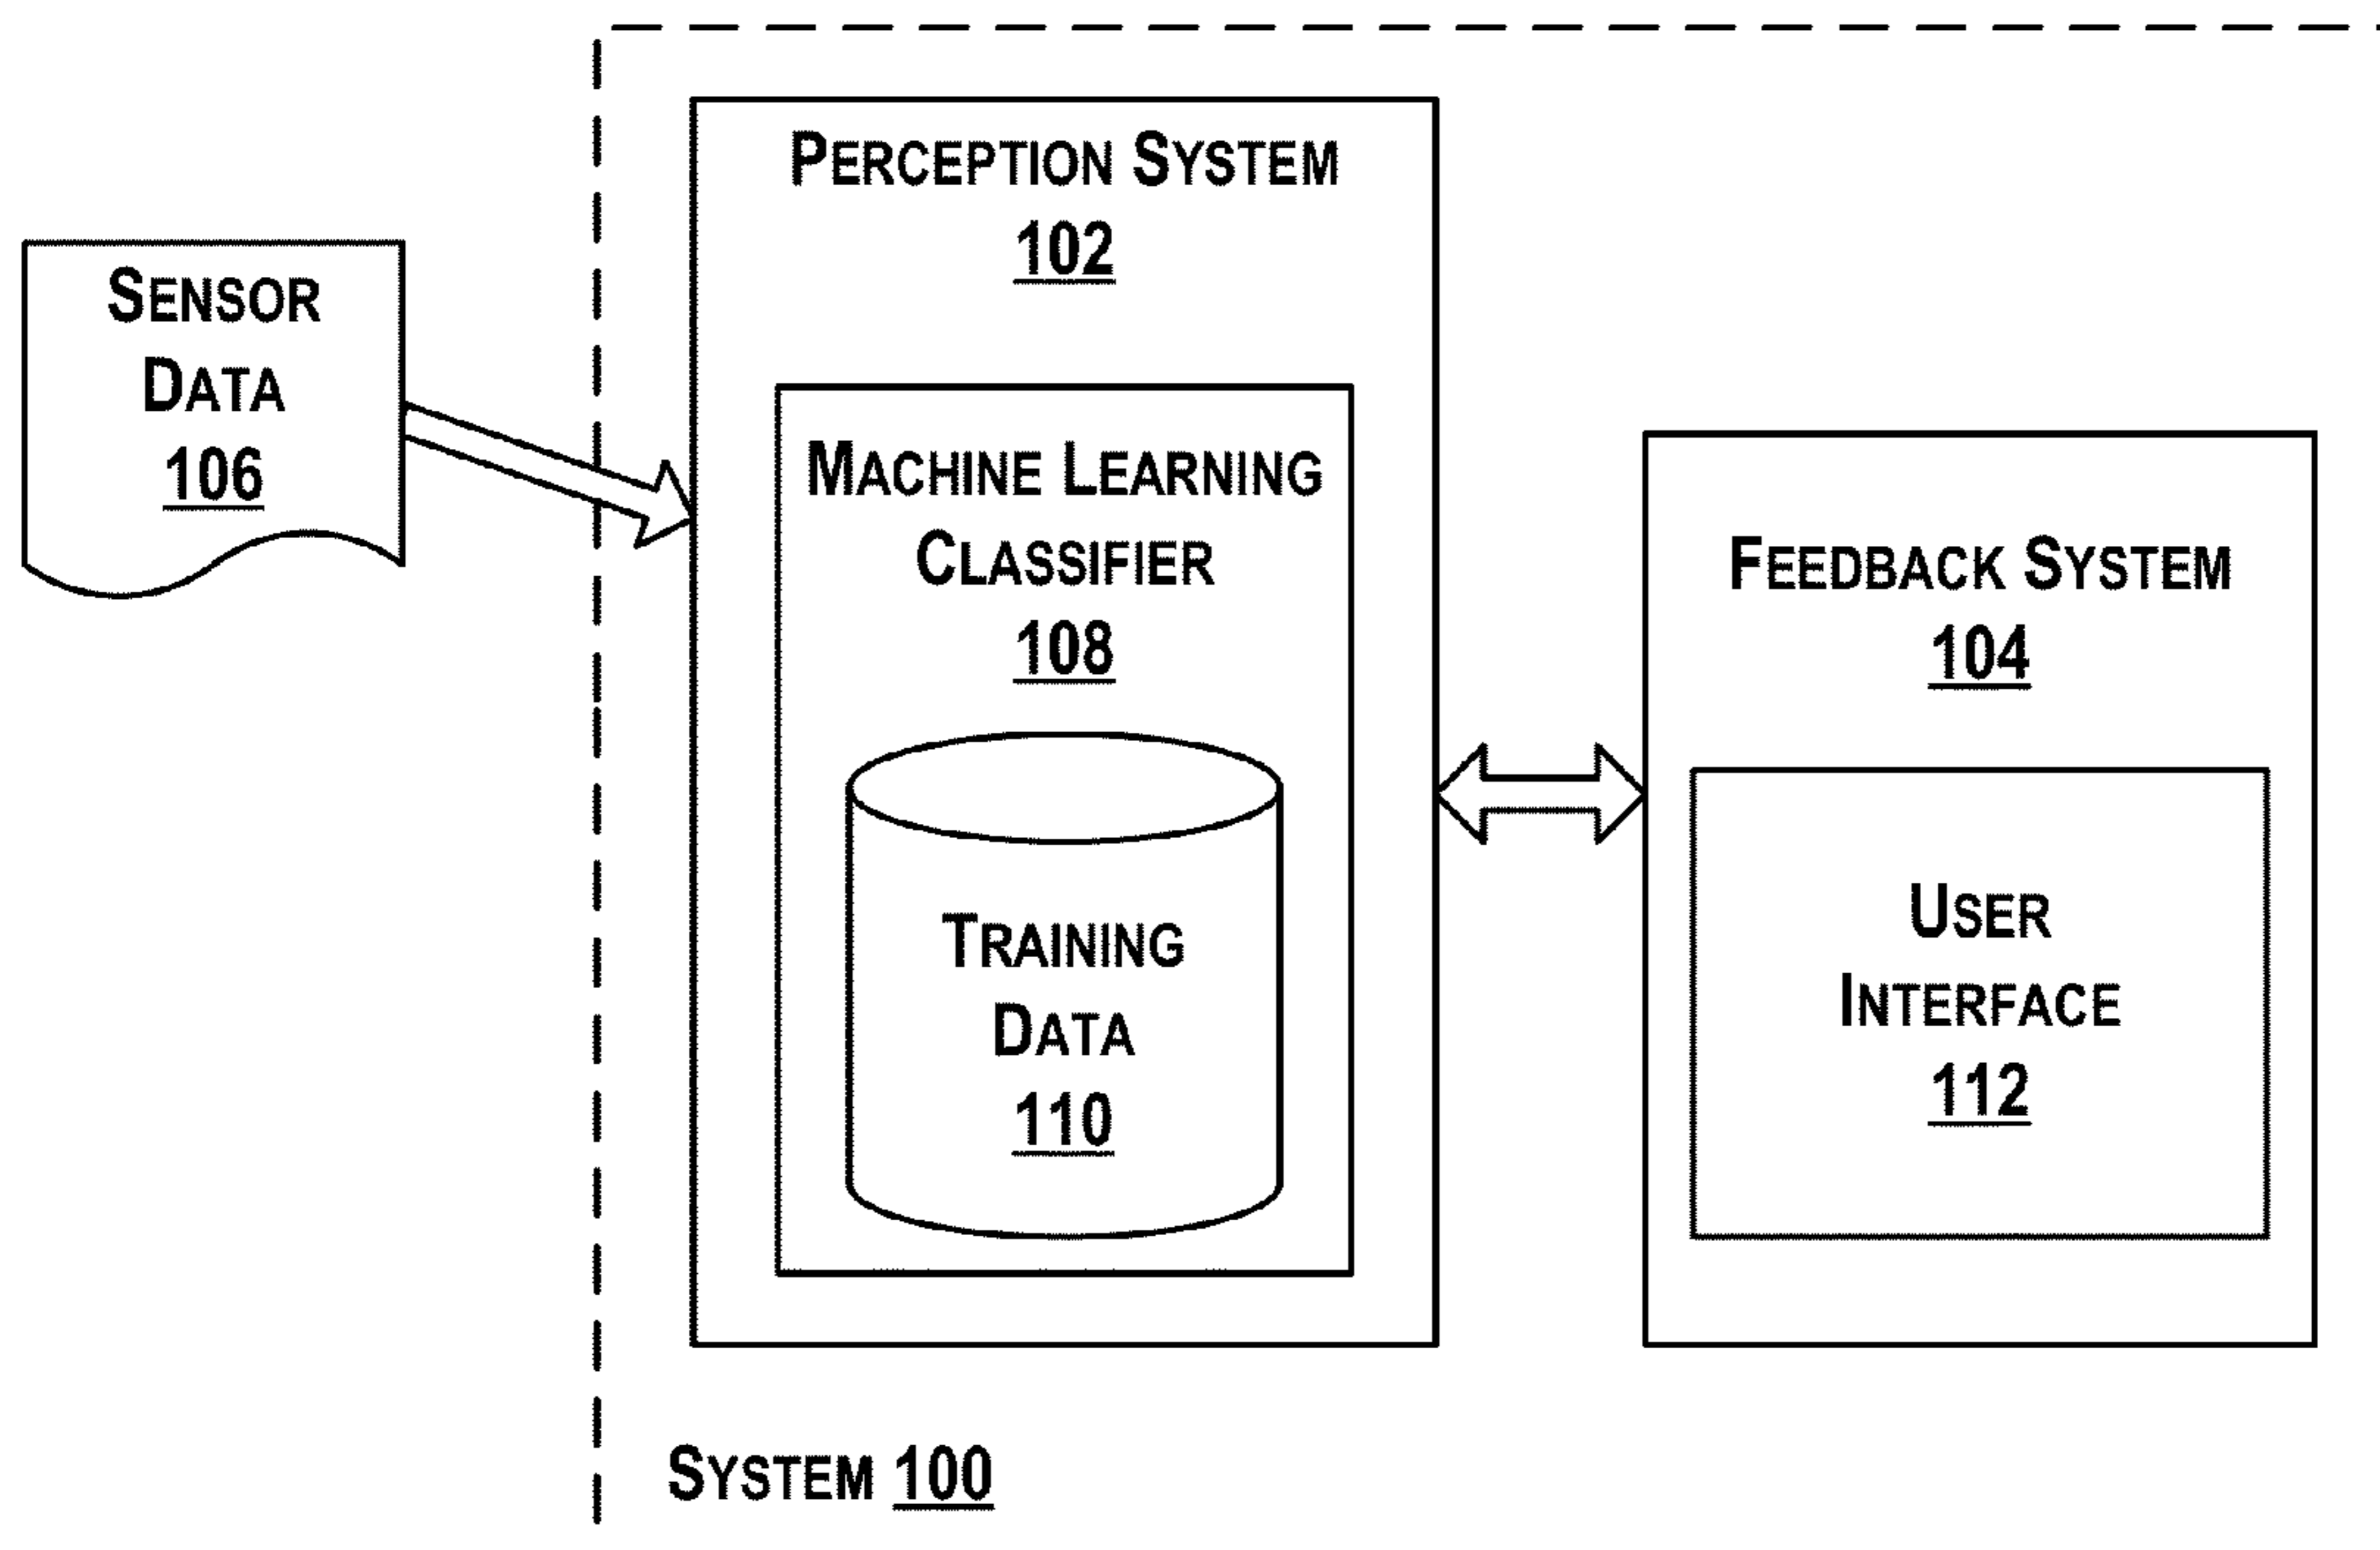 PERCEPTION SYSTEM
102
SENSOR
DATA
106
MACHINE LEARNING
CLASSIFIER
108
TRAINING
DATA
110
FEEDBACK SYSTEM
104
USER
INTERFACE
112
SYSTEM 100